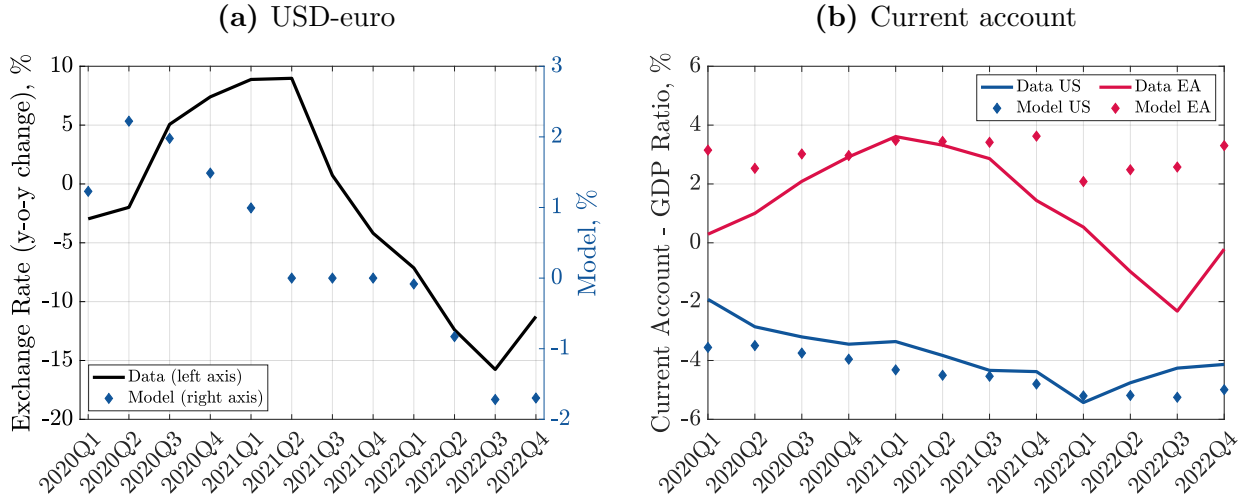 (a) USD-euro
Exchange Rate (y-o-y change), %
10
5
0
-5
-10
-15
-20
3
2
1
0
-1
-2
Model, %
Data (left axis)
Model (right axis)
2020Q1
2020Q2
2020Q3
2020Q4
2021Q1
2021Q2
2021Q3
2021Q4
2022Q1
2022Q2
2022Q3
2022Q4
(b) Current account
Current Account - GDP Ratio, %
6
4
2
0
-2
-4
-6
Data US
Model US
Data EA
Model EA
2020Q1
2020Q2
2020Q3
2020Q4
2021Q1
2021Q2
2021Q3
2021Q4
2022Q1
2022Q2
2022Q3
2022Q4